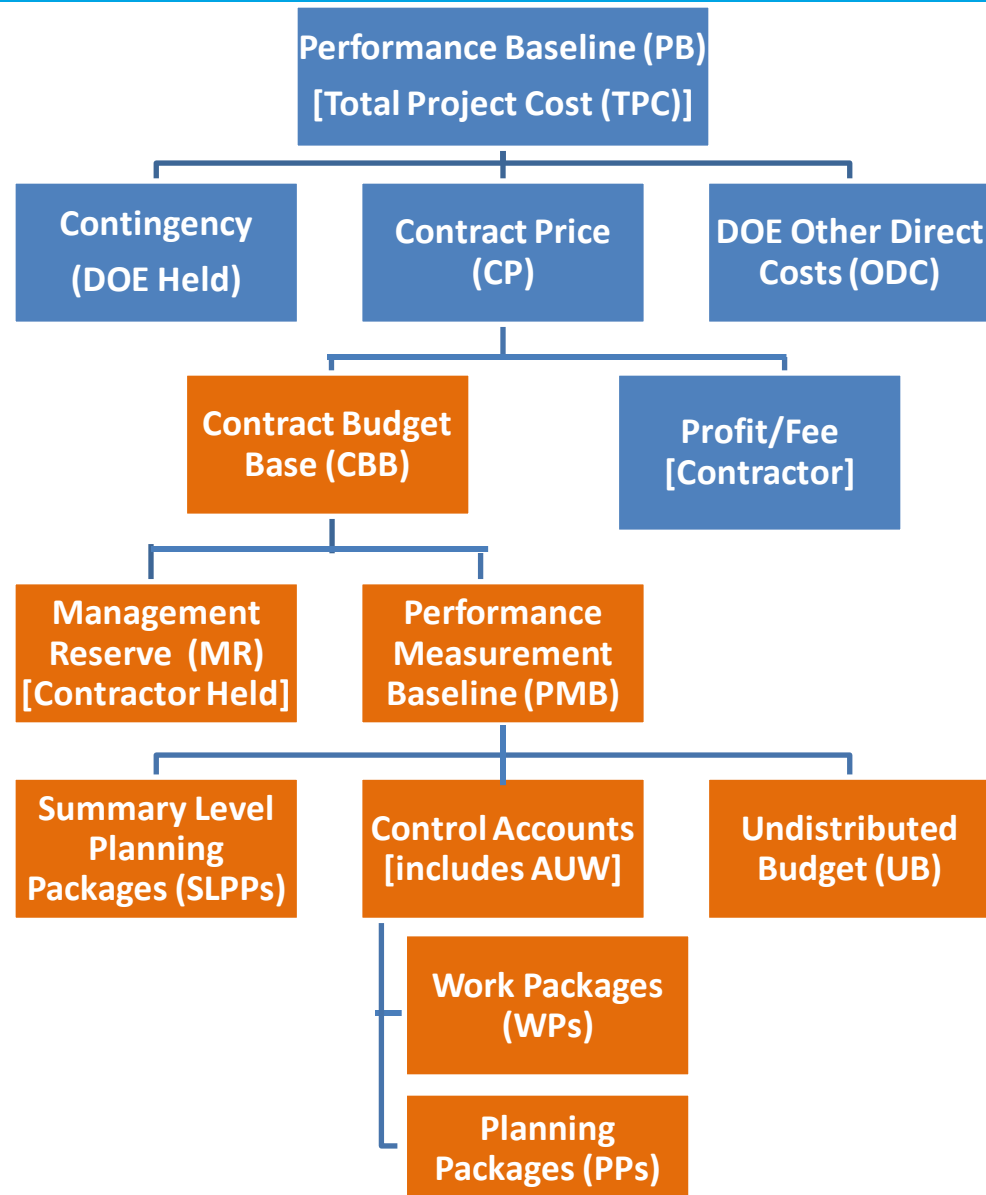 Performance Baseline (PB)
[Total Project Cost (TPC)]
Contingency
(DOE Held)
Contract Price
(CP)
DOE Other Direct
Costs (ODC)
Contract Budget
Base (CBB)
Profit/Fee
[Contractor]
Management
Reserve (MR)
[Contractor Held]
Performance
Measurement
Baseline (PMB)
Summary Level
Planning
Packages (SLPPs)
Control Accounts
[includes AUW]
Undistributed
Budget (UB)
Work Packages
(WPs)
Planning
Packages (PPs)